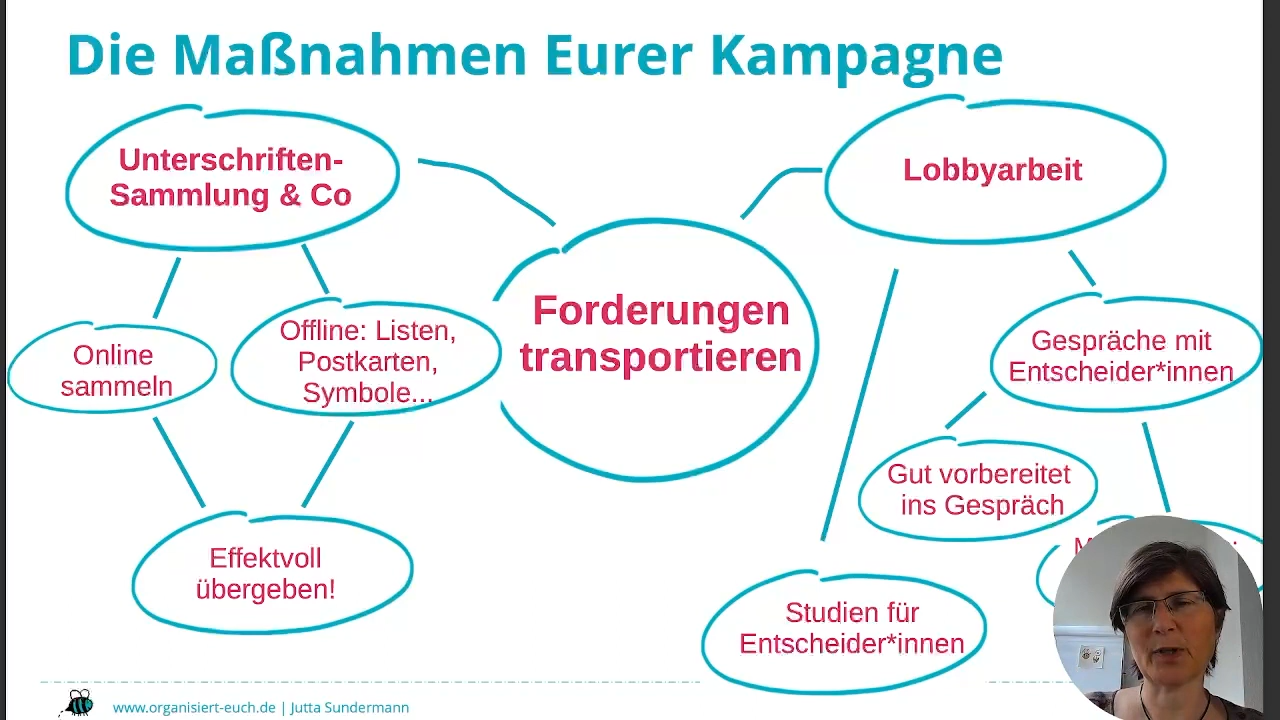 Die Maßnahmen Eurer Kampagne
Unterschriften-
Sammlung & Co
Lobbyarbeit
Forderungen
transportieren
Online
sammeln
Offline: Listen,
Postkarten,
Symbole...
Effektvoll
übergeben!
Gespräche mit
Entscheider*innen
Gut vorbereitet
ins Gespräch
Studien für
Entscheider*innen
www.organisiert-euch.de | Jutta Sundermann